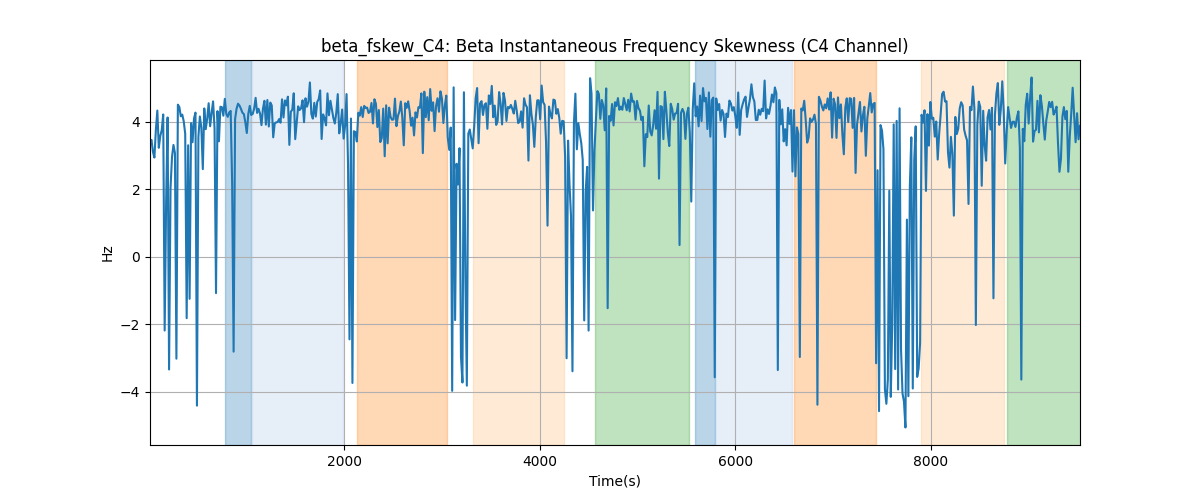 beta_fskew_C4: Beta Instantaneous Frequency Skewness (C4 Channel)
Hz
4
2
0
−2
−4
2000 4000 6000 8000
Time(s)